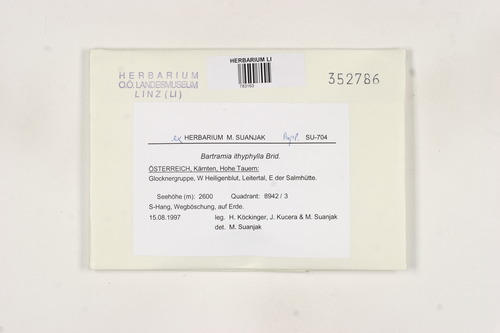 HERBARIUM
O.Ö. LANDESMUSEUM
LINZ (LI)
HERBARIUM LI
783160
352786
ex HERBARIUM M. SUANJAK SU-704
Bartramia ithyphylla Brid.
ÖSTERREICH, Kärnten, Hohe Tauern:
Glocknergruppe, W Heiligenblut, Leitertal, E der Salmhütte.
Seehöhe (m): 2600 Quadrant: 8942 / 3
S-Hang, Wegböschung, auf Erde.
15.08.1997 leg. H. Köckinger, J. Kucera & M. Suanjak
det. M. Suanjak